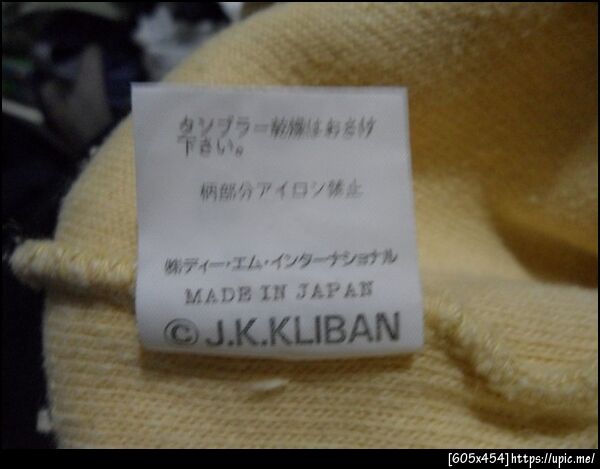 タンブラー乾燥はおさけ
下さい。
柄部分アイロン禁止
㈱ディー・エム・インターナショナル
MADE IN JAPAN
© J.K.KLIBAN
[605x454]https://upic.me/